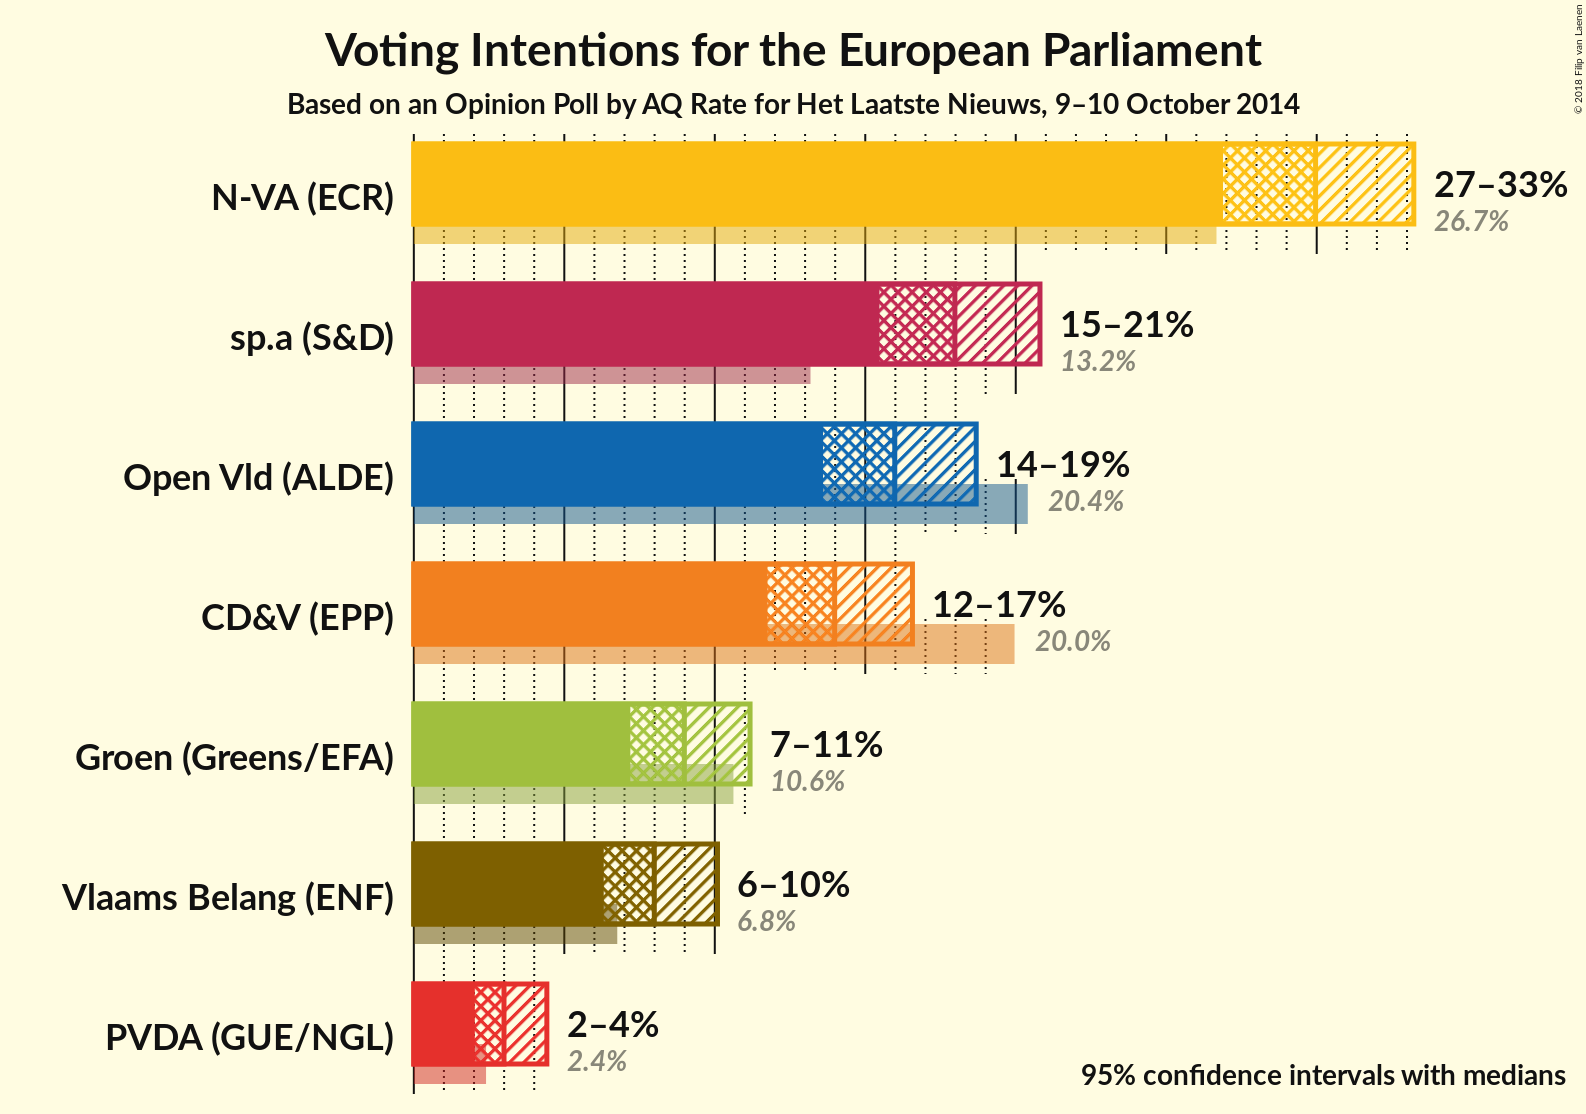 Voting Intentions for the European Parliament
Based on an Opinion Poll by AQ Rate for Het Laatste Nieuws, 9–10 October 2014
© 2018 Filip van Laenen
N-VA (ECR)
27–33%
26.7%
sp.a (S&D)
15–21%
13.2%
Open Vld (ALDE)
14–19%
20.4%
CD&V (EPP)
12–17%
20.0%
Groen (Greens/EFA)
7–11%
10.6%
Vlaams Belang (ENF)
6–10%
6.8%
PVDA (GUE/NGL)
2–4%
2.4%
95% confidence intervals with medians